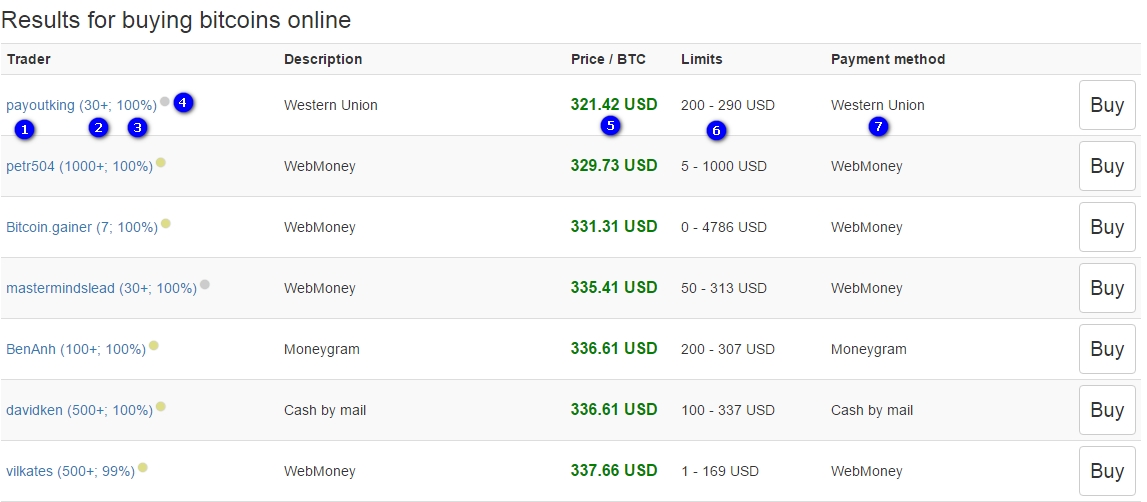 Results for buying bitcoins online
Trader Description Price / BTC Limits Payment method
payoutking (30+; 100%) 4 Western Union 321.42 USD 200 - 290 USD Western Union Buy
1 2 3 5 6 7
petr504 (1000+; 100%) WebMoney 329.73 USD 5 - 1000 USD WebMoney Buy
Bitcoin.gainer (7; 100%) WebMoney 331.31 USD 0 - 4786 USD WebMoney Buy
mastermindslead (30+; 100%) WebMoney 335.41 USD 50 - 313 USD WebMoney Buy
BenAnh (100+; 100%) Moneygram 336.61 USD 200 - 307 USD Moneygram Buy
davidken (500+; 100%) Cash by mail 336.61 USD 100 - 337 USD Cash by mail Buy
vilkates (500+; 99%) WebMoney 337.66 USD 1 - 169 USD WebMoney Buy